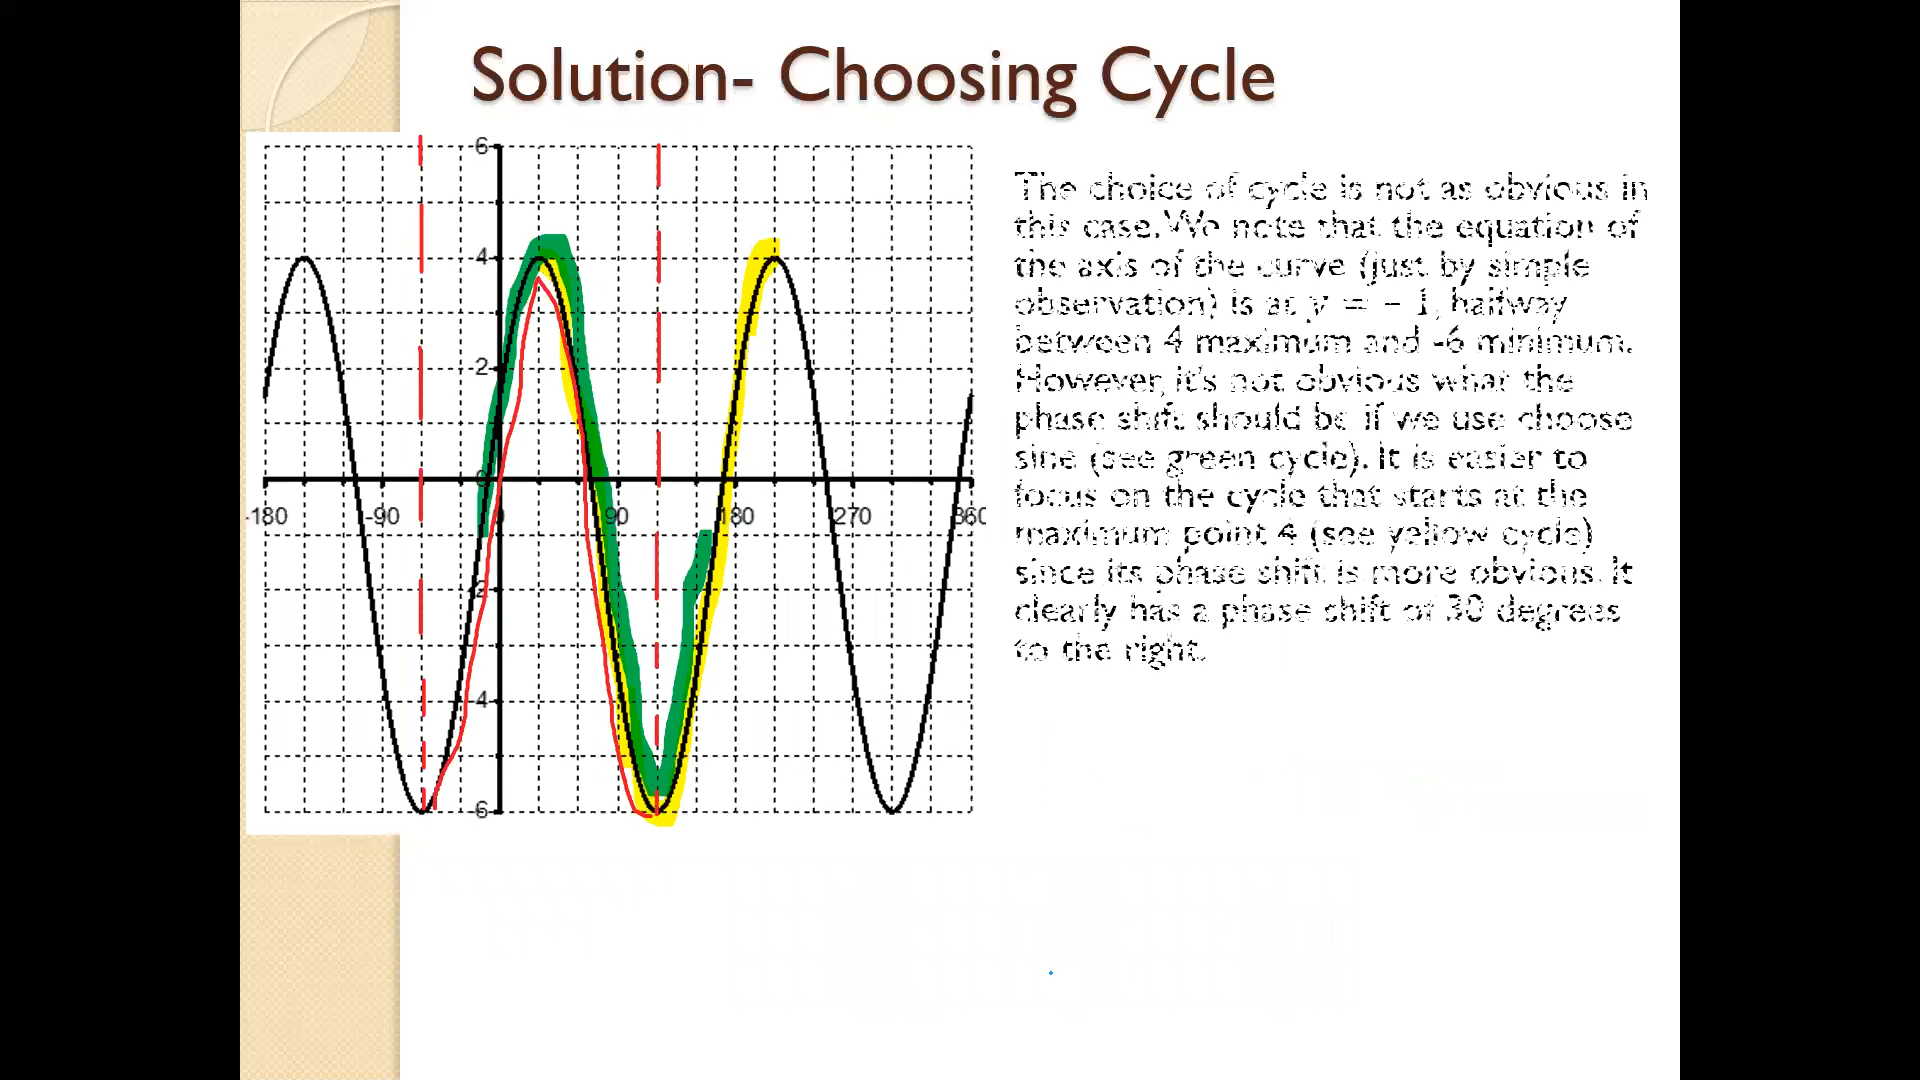 Solution- Choosing Cycle
6
4
2
0
-180 -90 0 90 180 270 360
-2
-4
-6
The choice of cycle is not as obvious in
this case. We note that the equation of
the axis of the curve (just by simple
observation) is at y = - 1, halfway
between 4 maximum and -6 minimum.
However, it's not obvious what the
phase shift should be if we use choose
sine (see green cycle). It is easier to
focus on the cycle that starts at the
maximum point 4 (see yellow cycle)
since its phase shift is more obvious. It
clearly has a phase shift of 30 degrees
to the right.